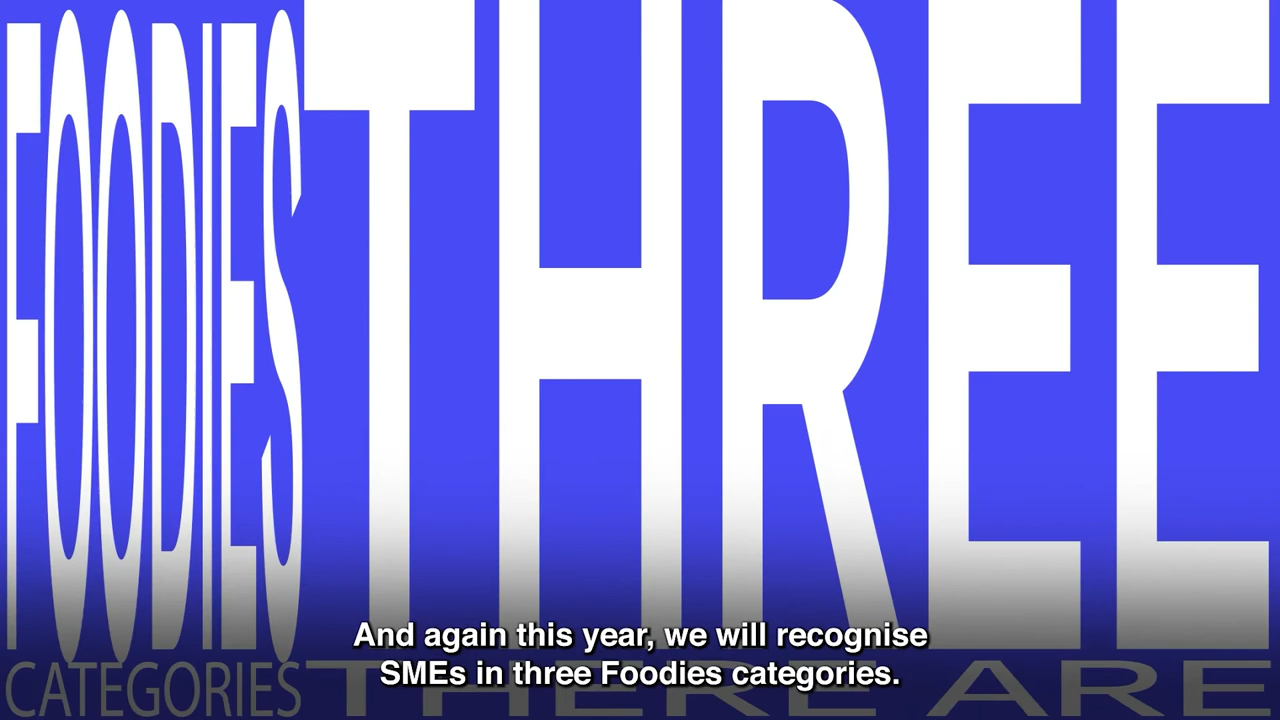 FOODIES THREE
CATEGORIES THERE ARE
And again this year, we will recognise
SMEs in three Foodies categories.